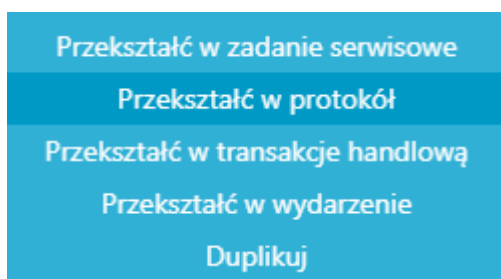 Przekształć w zadanie serwisowe
Przekształć w protokół
Przekształć w transakcje handlową
Przekształć w wydarzenie
Duplikuj